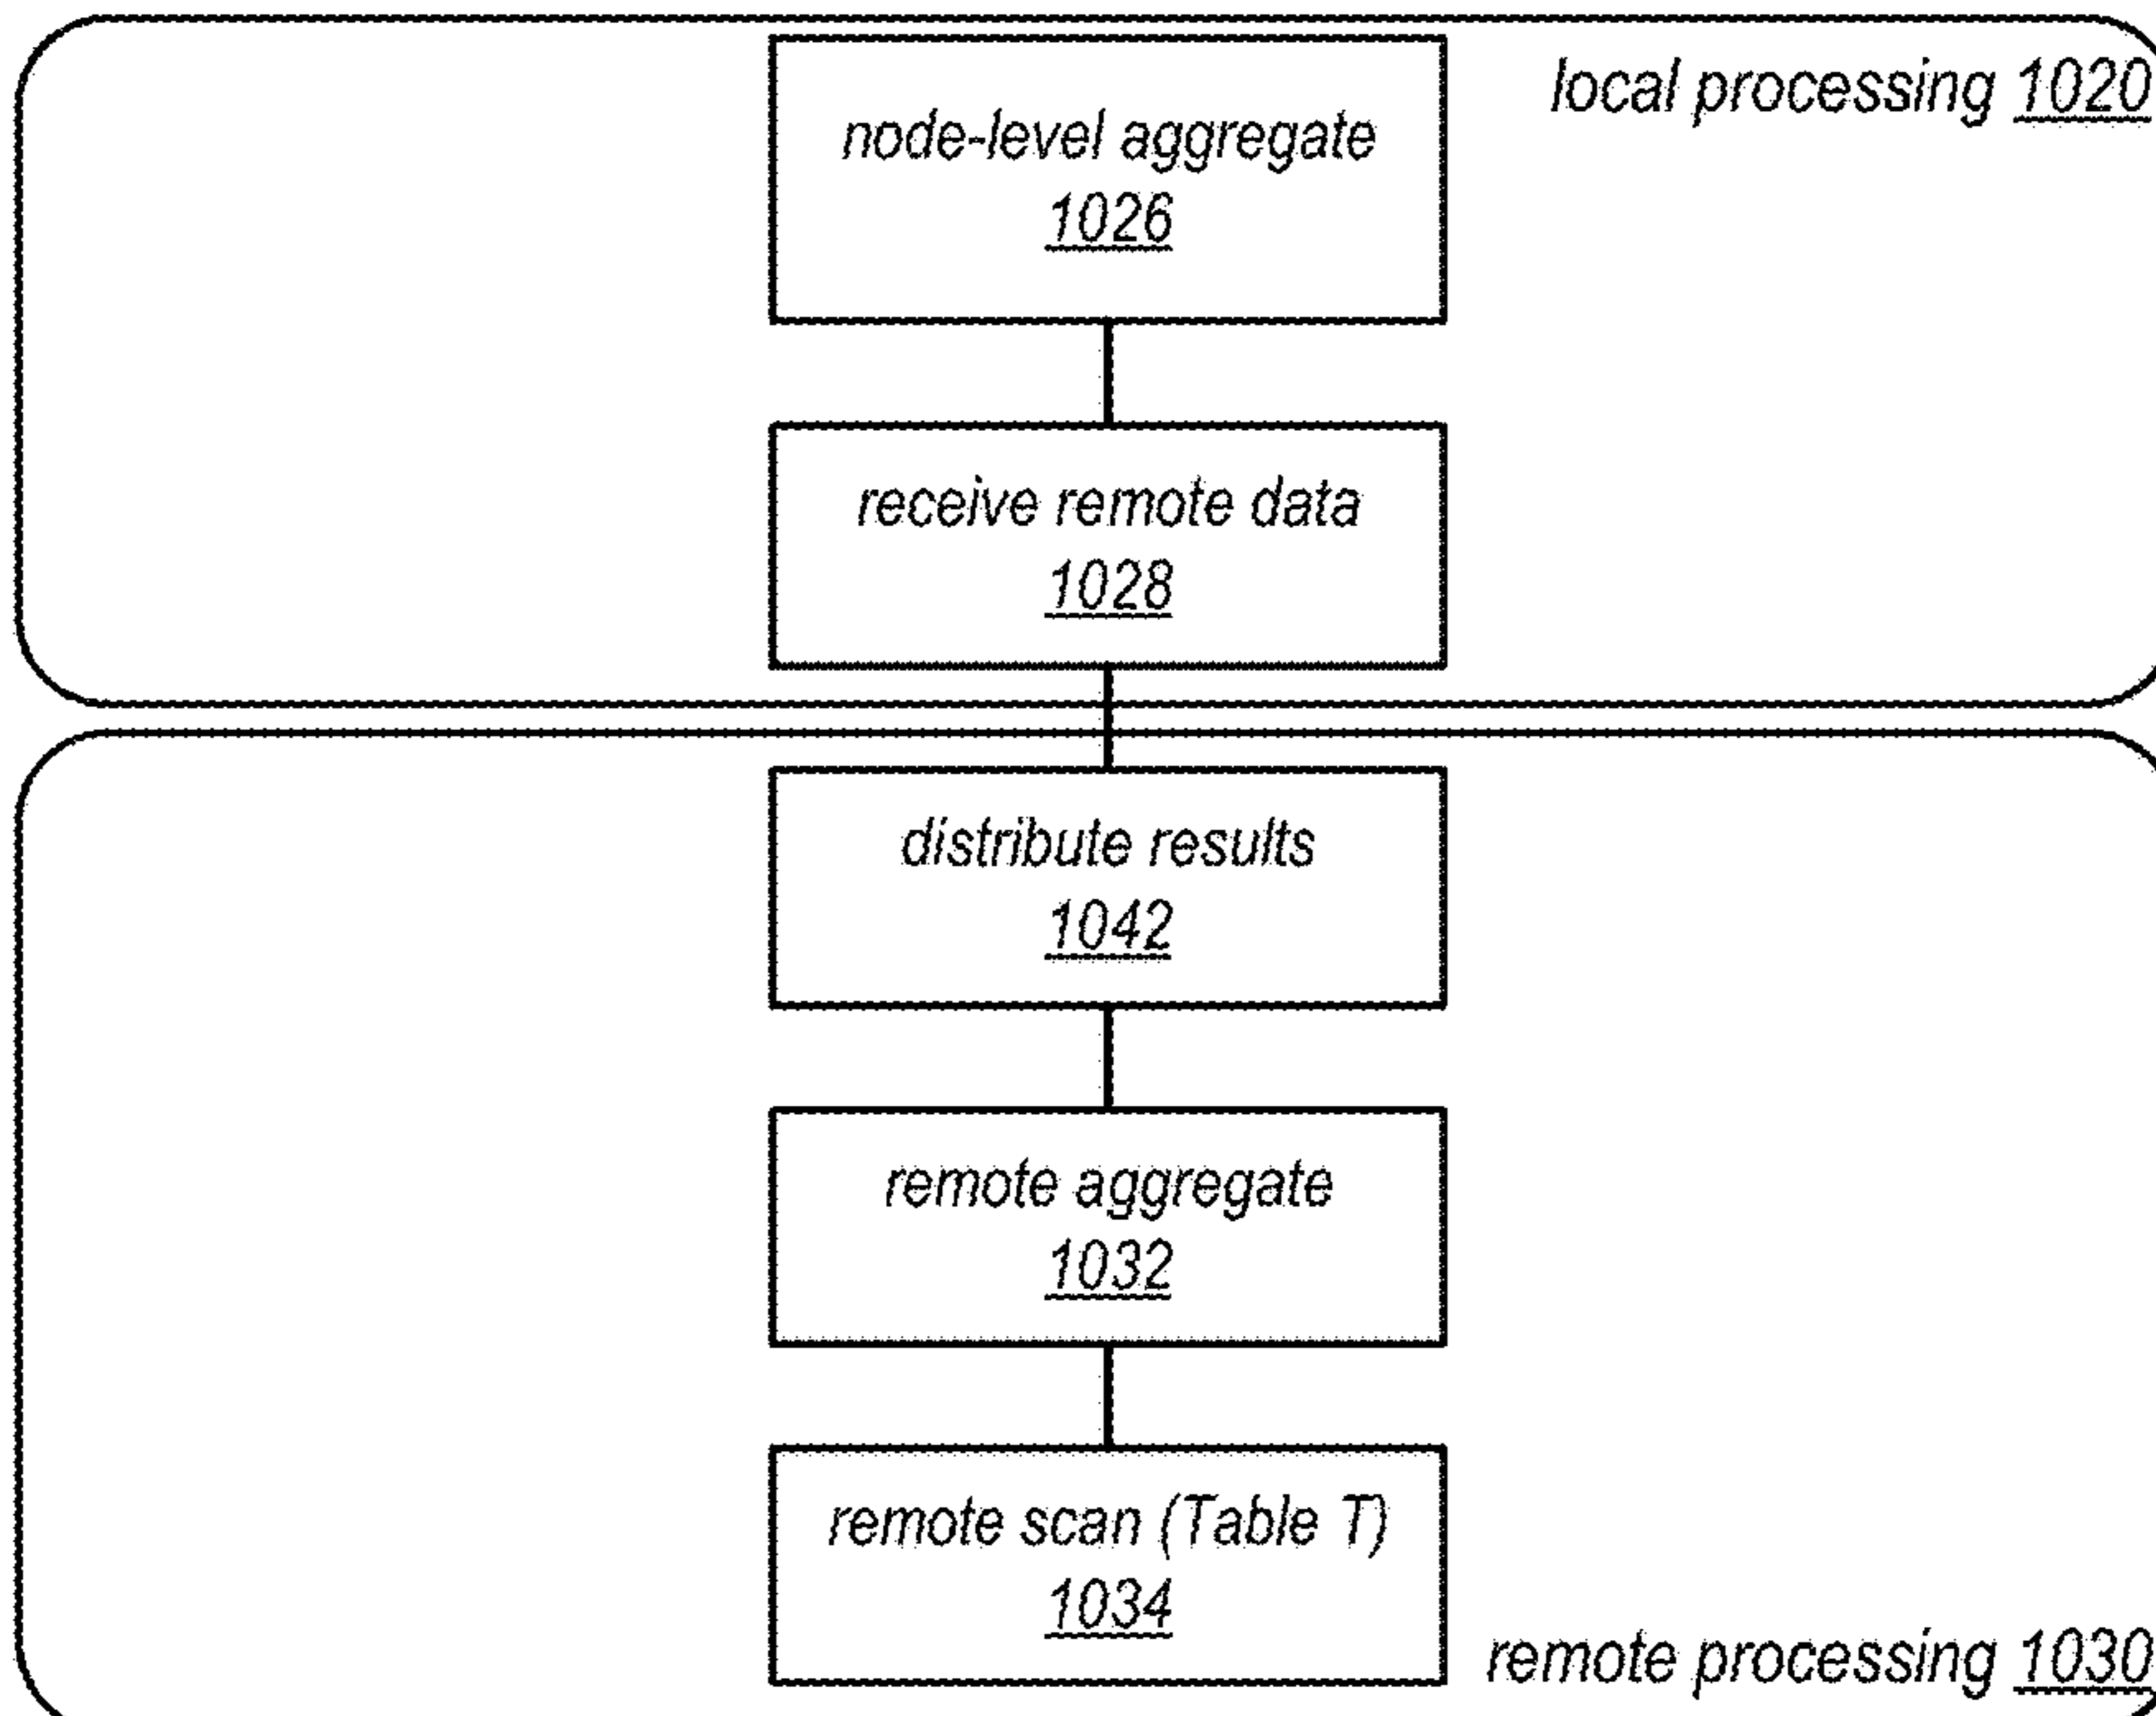 local processing 1020
node-level aggregate
1026
receive remote data
1028
distribute results
1042
remote aggregate
1032
remote scan (Table T)
1034
remote processing 1030